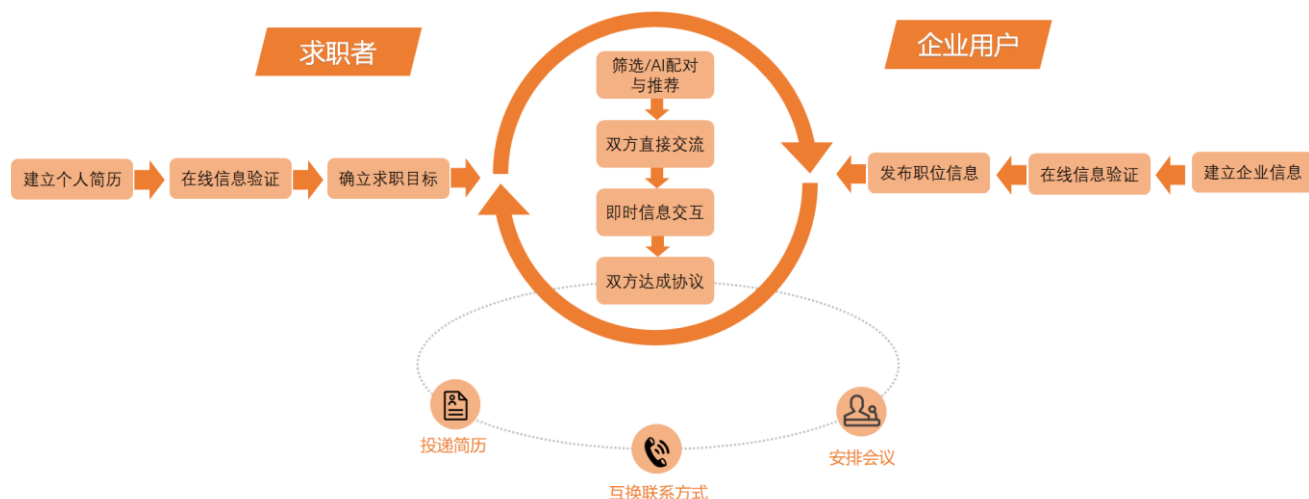 求职者
企业用户
筛选/AI配对
与推荐
双方直接交流
即时信息交互
双方达成协议
建立个人简历
在线信息验证
确立求职目标
发布职位信息
在线信息验证
建立企业信息
投递简历
互换联系方式
安排会议